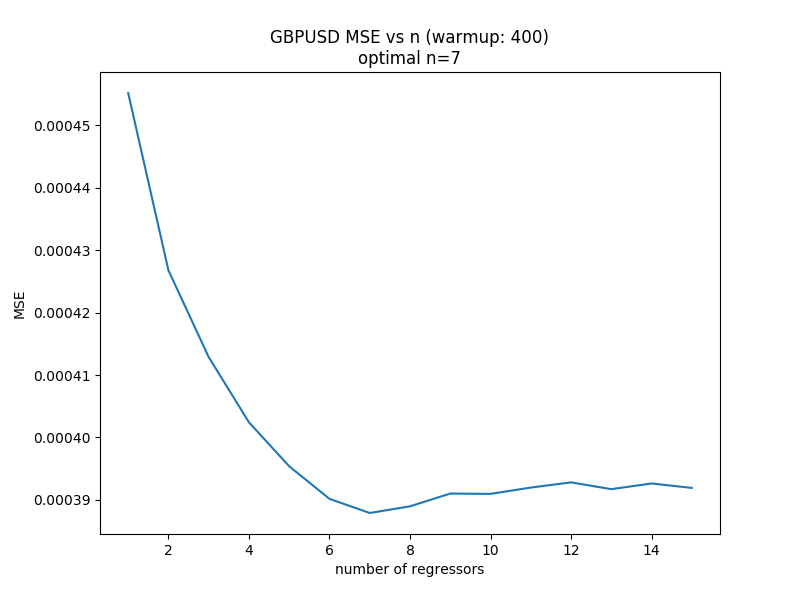 GBPUSD MSE vs n (warmup: 400)
optimal n=7
0.00045
0.00044
0.00043
0.00042
0.00041
0.00040
0.00039
MSE
2 4 6 8 10 12 14
number of regressors